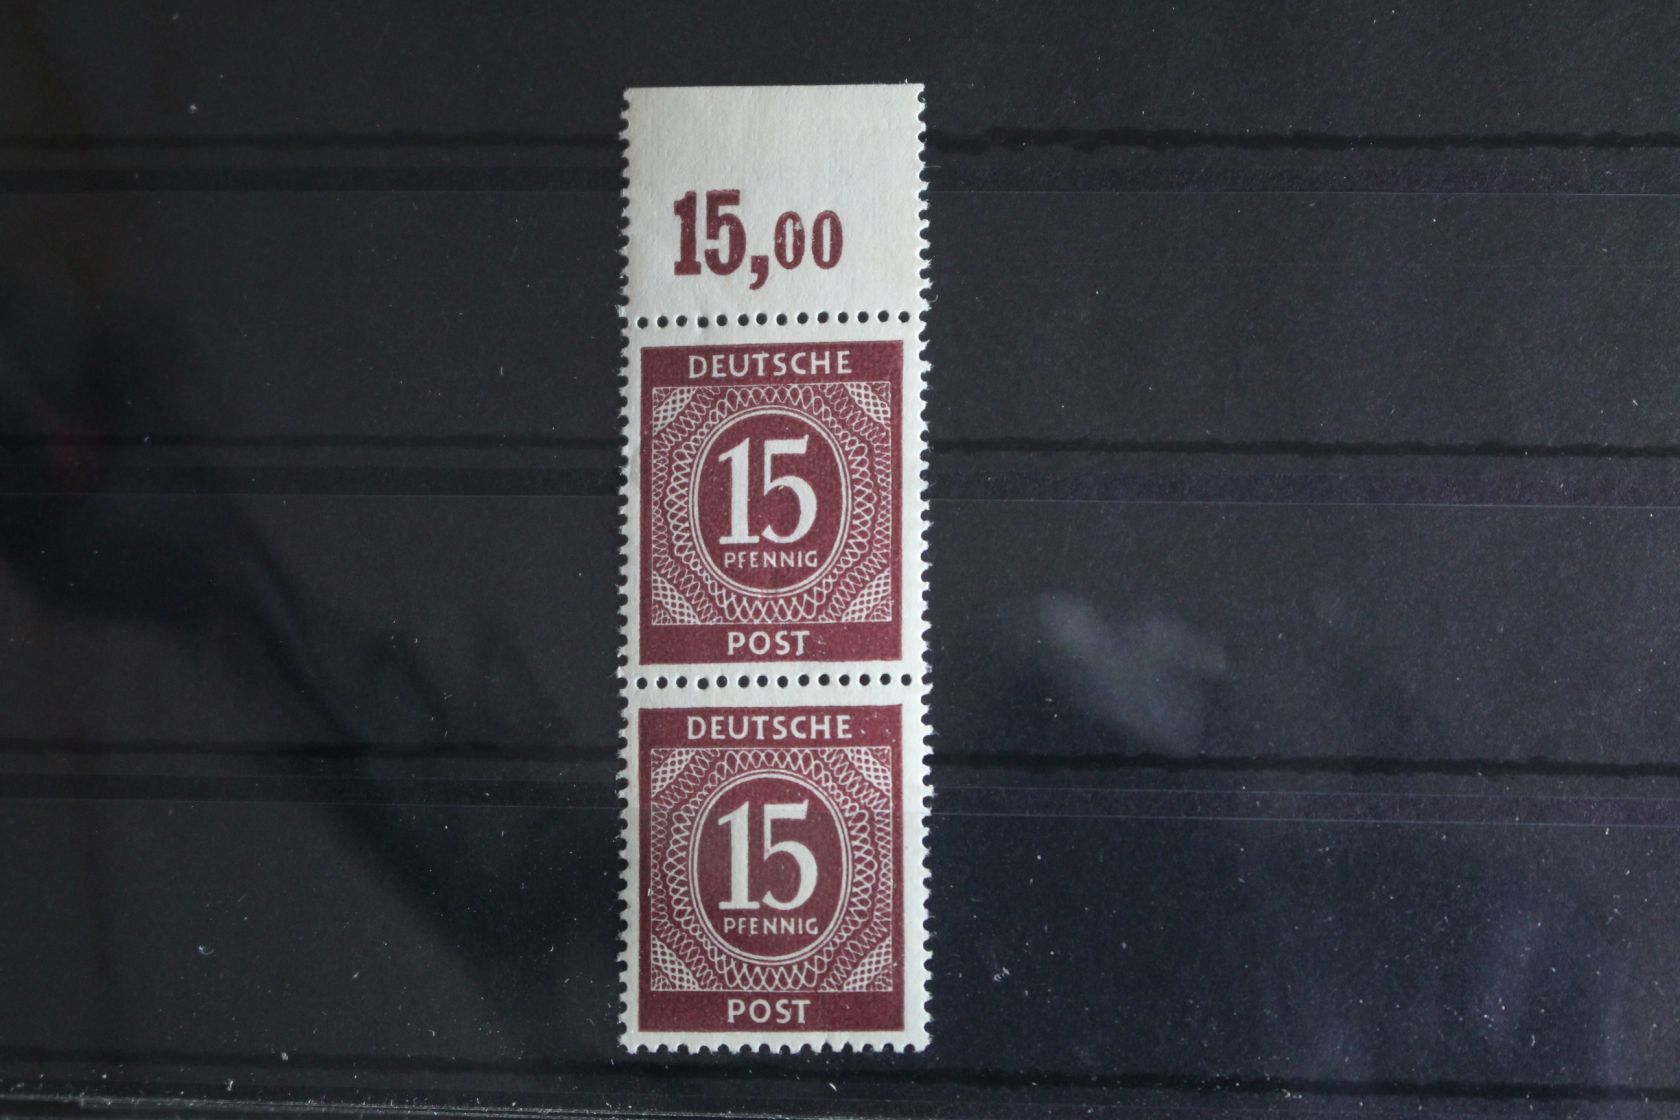 15,00
DEUTSCHE
15
PFENNIG
POST
DEUTSCHE
15
PFENNIG
POST